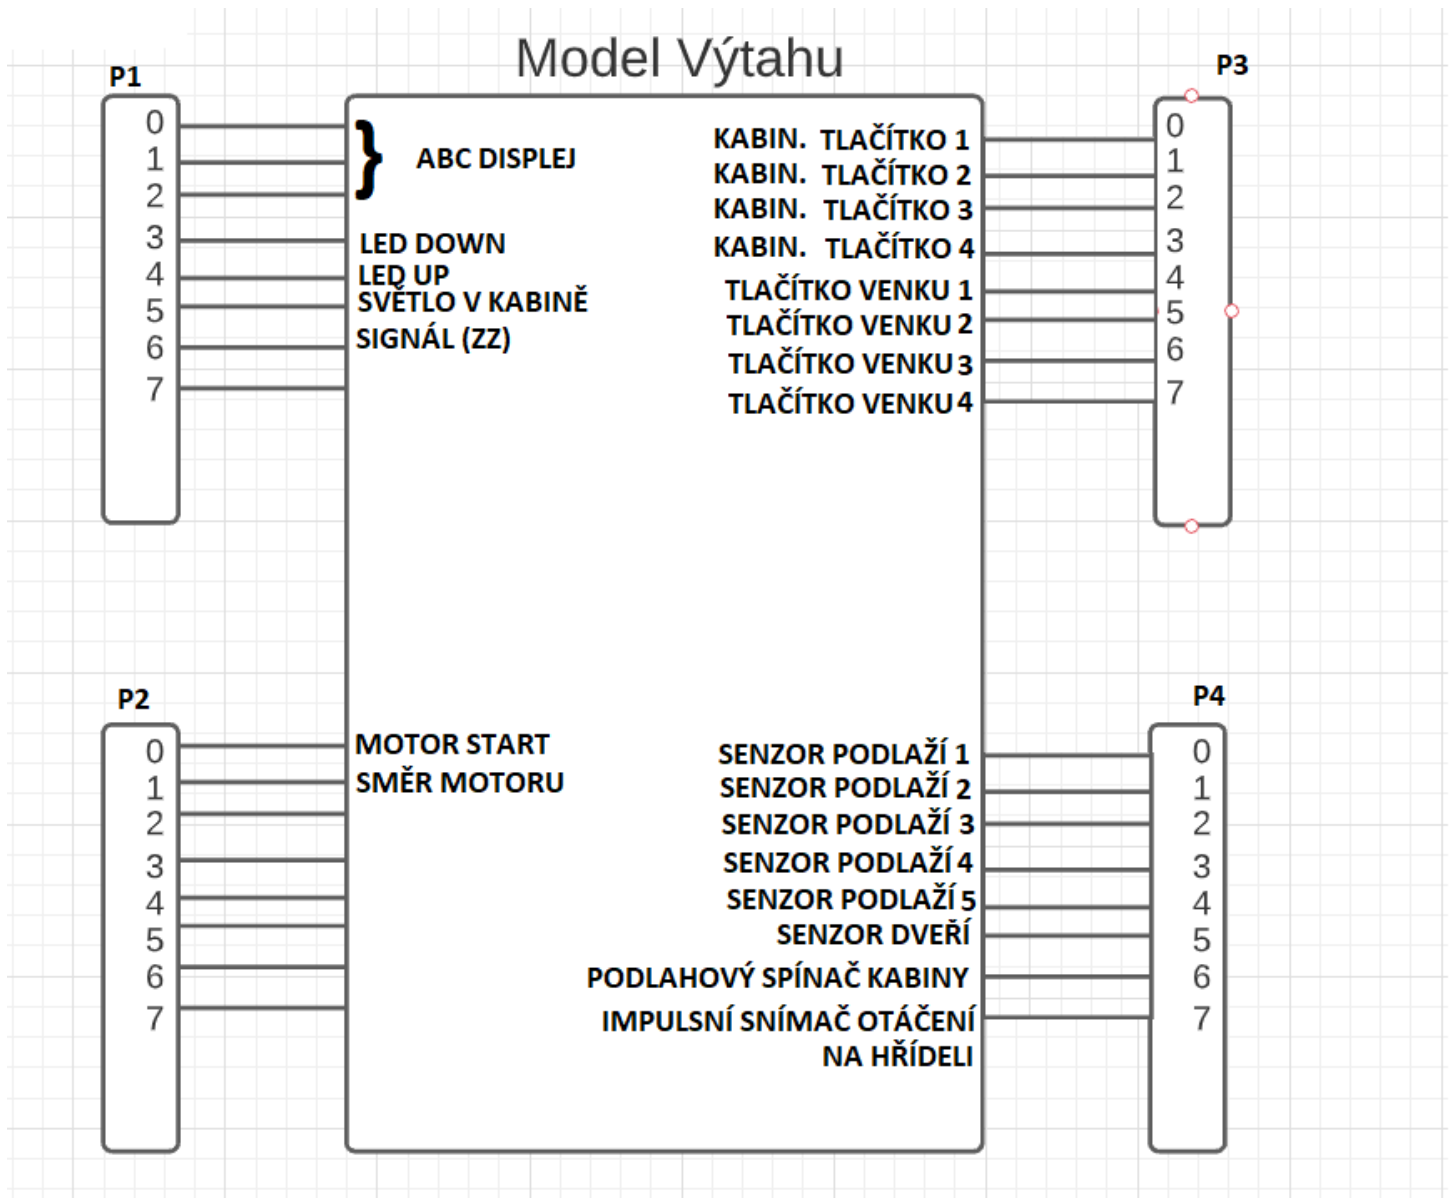 Model Výtahu
P1
0
1
2
3
4
5
6
7
} ABC DISPLEJ
LED DOWN
LED UP
SVĚTLO V KABINĚ
SIGNÁL (ZZ)
KABIN. TLAČÍTKO 1
KABIN. TLAČÍTKO 2
KABIN. TLAČÍTKO 3
KABIN. TLAČÍTKO 4
TLAČÍTKO VENKU 1
TLAČÍTKO VENKU 2
TLAČÍTKO VENKU 3
TLAČÍTKO VENKU 4
P3
0
1
2
3
4
5
6
7
P2
0
1
2
3
4
5
6
7
MOTOR START
SMĚR MOTORU
SENZOR PODLAŽÍ 1
SENZOR PODLAŽÍ 2
SENZOR PODLAŽÍ 3
SENZOR PODLAŽÍ 4
SENZOR PODLAŽÍ 5
SENZOR DVEŘÍ
PODLAHOVÝ SPÍNAČ KABINY
IMPULSNÍ SNÍMAČ OTÁČENÍ
NA HŘÍDELI
P4
0
1
2
3
4
5
6
7